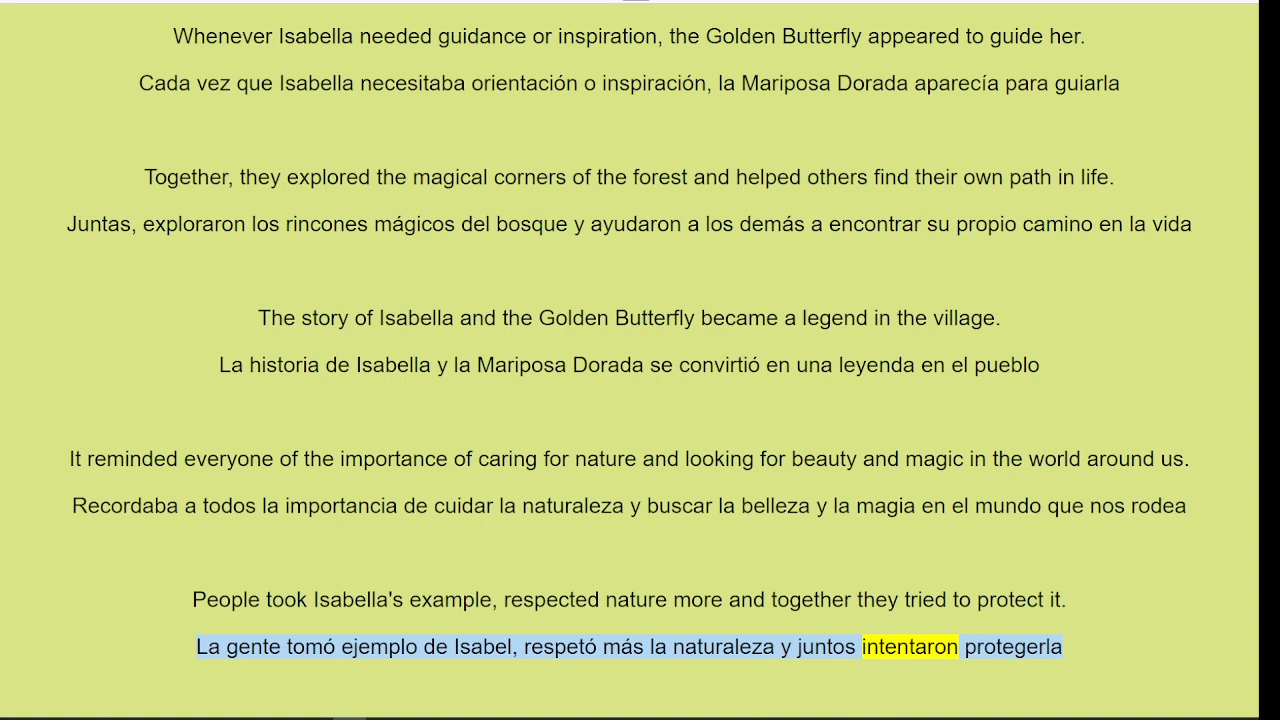 Whenever Isabella needed guidance or inspiration, the Golden Butterfly appeared to guide her.
Cada vez que Isabella necesitaba orientación o inspiración, la Mariposa Dorada aparecía para guiarla
Together, they explored the magical corners of the forest and helped others find their own path in life.
Juntas, exploraron los rincones mágicos del bosque y ayudaron a los demás a encontrar su propio camino en la vida
The story of Isabella and the Golden Butterfly became a legend in the village.
La historia de Isabella y la Mariposa Dorada se convirtió en una leyenda en el pueblo
It reminded everyone of the importance of caring for nature and looking for beauty and magic in the world around us.
Recordaba a todos la importancia de cuidar la naturaleza y buscar la belleza y la magia en el mundo que nos rodea
People took Isabella's example, respected nature more and together they tried to protect it.
La gente tomó ejemplo de Isabel, respetó más la naturaleza y juntos intentaron protegerla